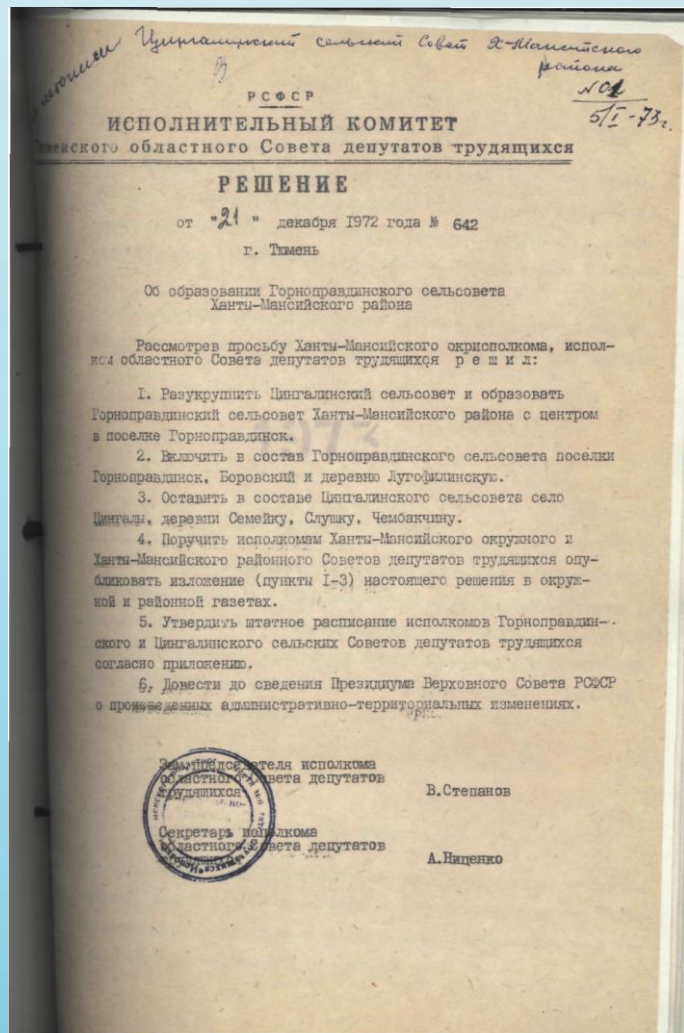 Цингалинский сельский Совет Х-Мансийского
района
№01
5/I-73г.
РСФСР
ИСПОЛНИТЕЛЬНЫЙ КОМИТЕТ
областного Совета депутатов трудящихся
РЕШЕНИЕ
от "21" декабря 1972 года № 642
г. Тюмень
Об образовании Горноправдинского сельсовета
Ханты-Мансийского района
Рассмотрев просьбу Ханты-Мансийского окрисполкома, испол-
ком областного Совета депутатов трудящихся р е ш и л:
1. Разукрупнить Цингалинский сельсовет и образовать
Горноправдинский сельсовет Ханты-Мансийского района с центром
в поселке Горноправдинск.
2. Включить в состав Горноправдинского сельсовета поселки
Горноправдинск, Боровский и деревню Лугофилинскую.
3. Оставить в составе Цингалинского сельсовета село
Цингалы, деревни Семейку, Слушку, Чембакчину.
4. Поручить исполкомам Ханты-Мансийского окружного и
Ханты-Мансийского районного Советов депутатов трудящихся опу-
бликовать изложение (пункты I-3) настоящего решения в окруж-
ной и районной газетах.
5. Утвердить штатное расписание исполкомов Горноправдин-
ского и Цингалинского сельских Советов депутатов трудящихся
согласно приложению.
6. Довести до сведения Президиума Верховного Совета РСФСР
о произведенных административно-территориальных изменениях.
Зам.председателя исполкома
областного Совета депутатов
трудящихся В.Степанов
Секретарь исполкома
областного Совета депутатов
А.Ниценко